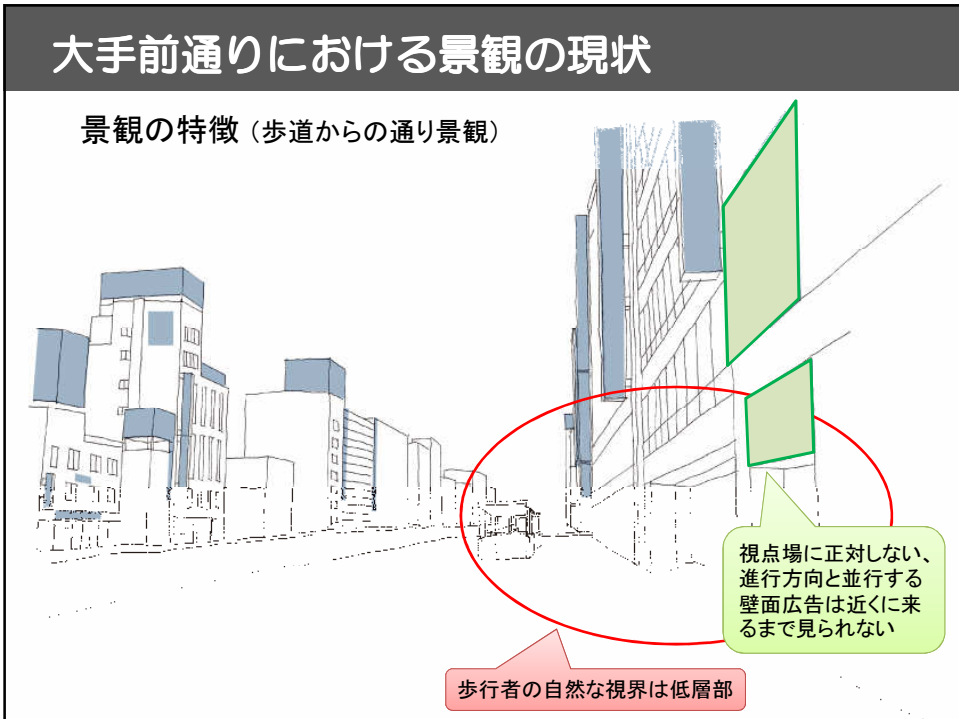 大手前通りにおける景観の現状
景観の特徴（歩道からの通り景観）
視点場に正対しない、
進行方向と並行する
壁面広告は近くに来
るまで見られない
歩行者の自然な視界は低層部